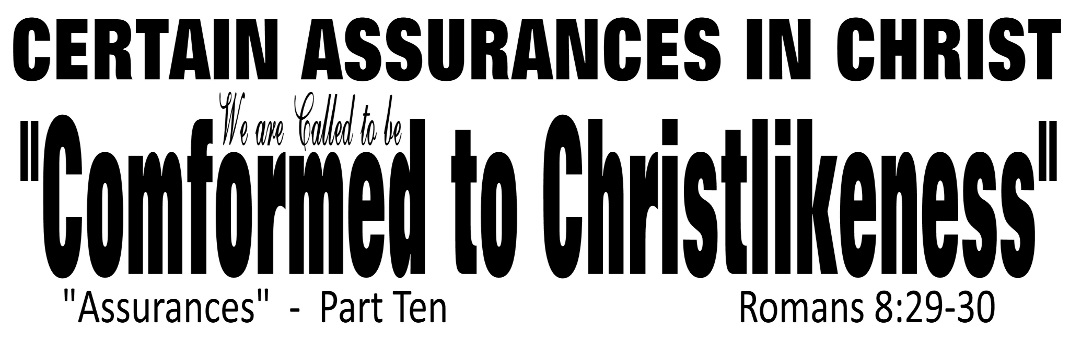 CERTAIN ASSURANCES IN CHRIST
We are Called to be
"Comformed to Christlikeness"
"Assurances" - Part Ten
Romans 8:29-30